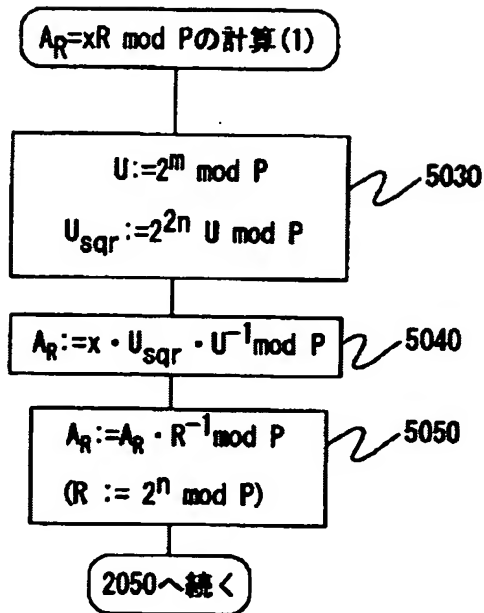 A_R=xR mod Pの計算(1)
U:=2^m mod P
U_sqr:=2^2n U mod P
5030
A_R:=x・U_sqr・U^-1 mod P
5040
A_R:=A_R・R^-1 mod P
(R := 2^n mod P)
5050
2050へ続く